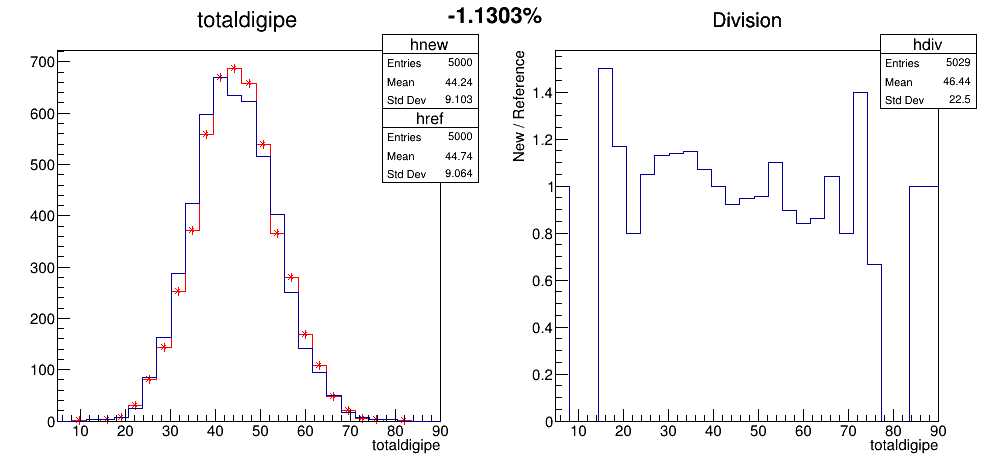 -1.1303%
totaldigipe
hnew
Entries 5000
Mean 44.24
Std Dev 9.103
href
Entries 5000
Mean 44.74
Std Dev 9.064
700
600
500
400
300
200
100
0
10 20 30 40 50 60 70 80 90
totaldigipe
Division
hdiv
Entries 5029
Mean 46.44
Std Dev 22.5
New / Reference
1.4
1.2
1
0.8
0.6
0.4
0.2
0
10 20 30 40 50 60 70 80 90
totaldigipe